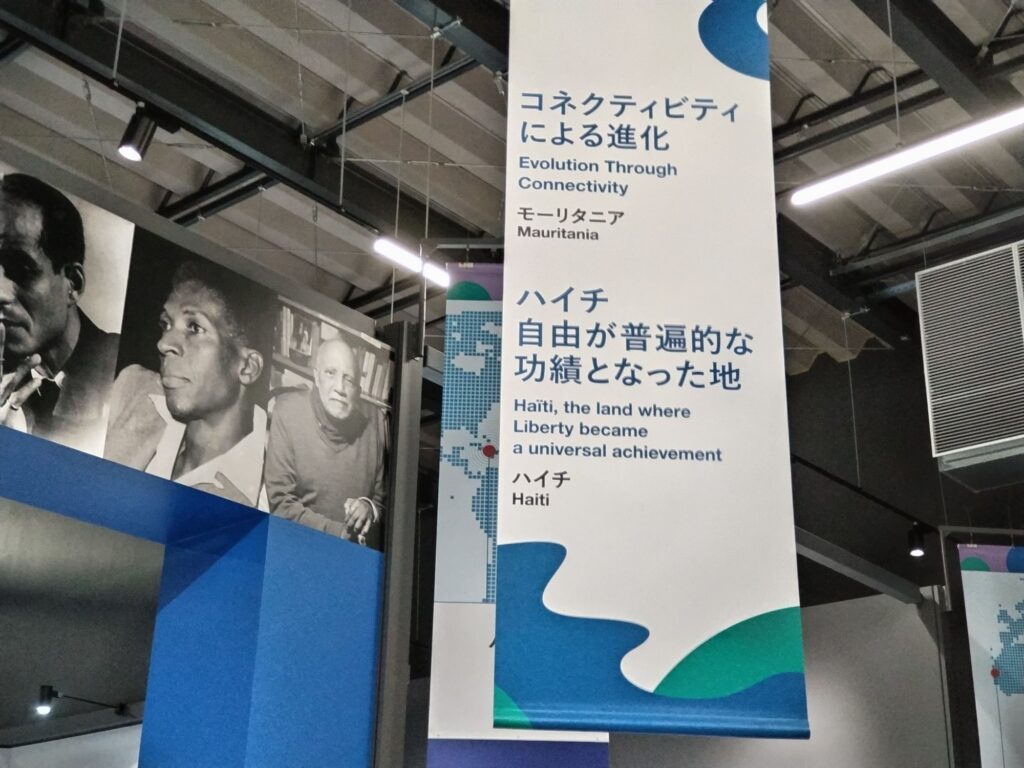 コネクティビティ
による進化
Evolution Through
Connectivity
モーリタニア
Mauritania
ハイチ
自由が普遍的な
功績となった地
Haïti, the land where
Liberty became
a universal achievement
ハイチ
Haiti